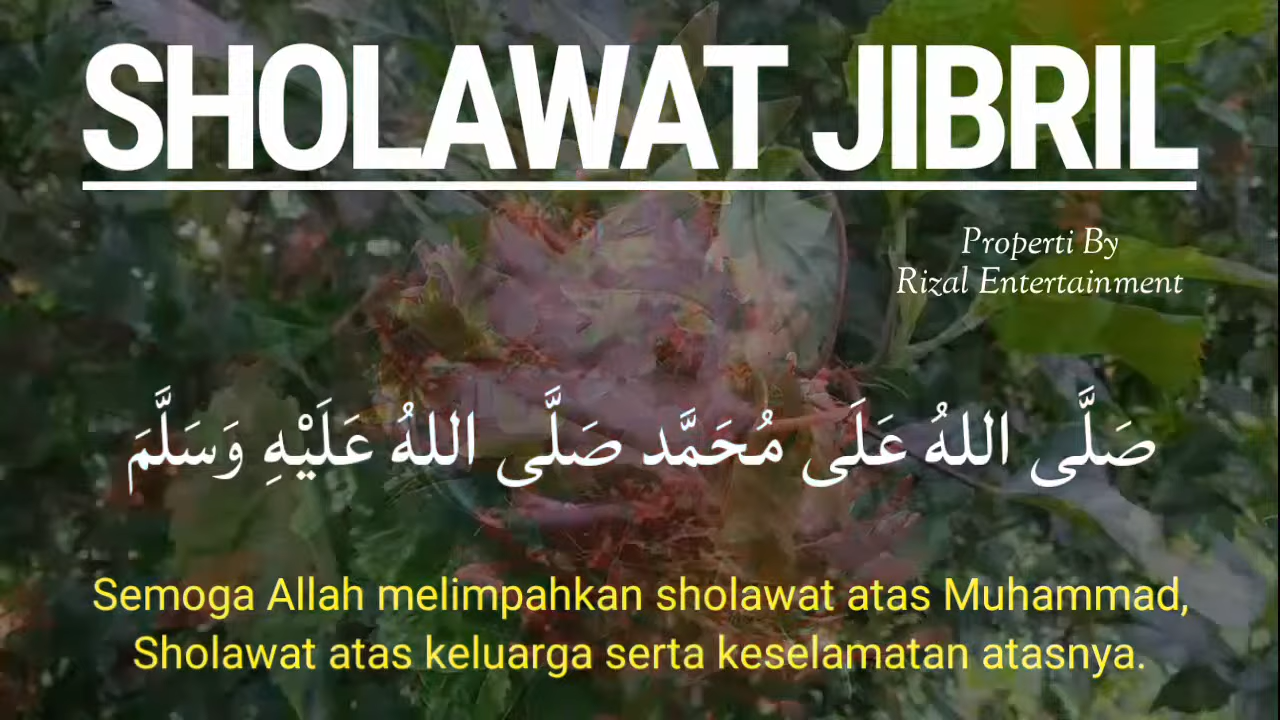 SHOLAWAT JIBRIL
Properti By
Rizal Entertainment
صَلَّى اللهُ عَلَى مُحَمَّد صَلَّى اللهُ عَلَيْهِ وَسَلَّمَ
Semoga Allah melimpahkan sholawat atas Muhammad,
Sholawat atas keluarga serta keselamatan atasnya.